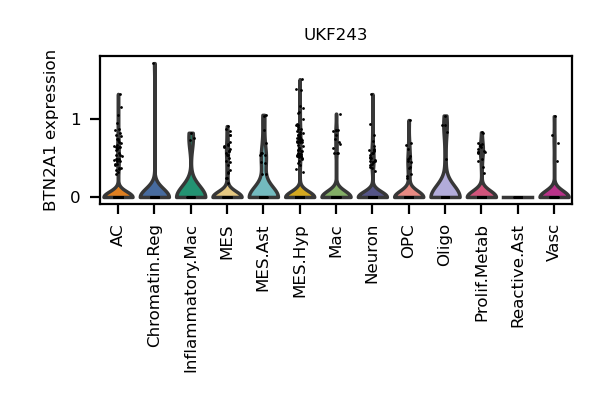 UKF243
BTN2A1 expression
1
0
AC
Chromatin.Reg
Inflammatory.Mac
MES
MES.Ast
MES.Hyp
Mac
Neuron
OPC
Oligo
Prolif.Metab
Reactive.Ast
Vasc